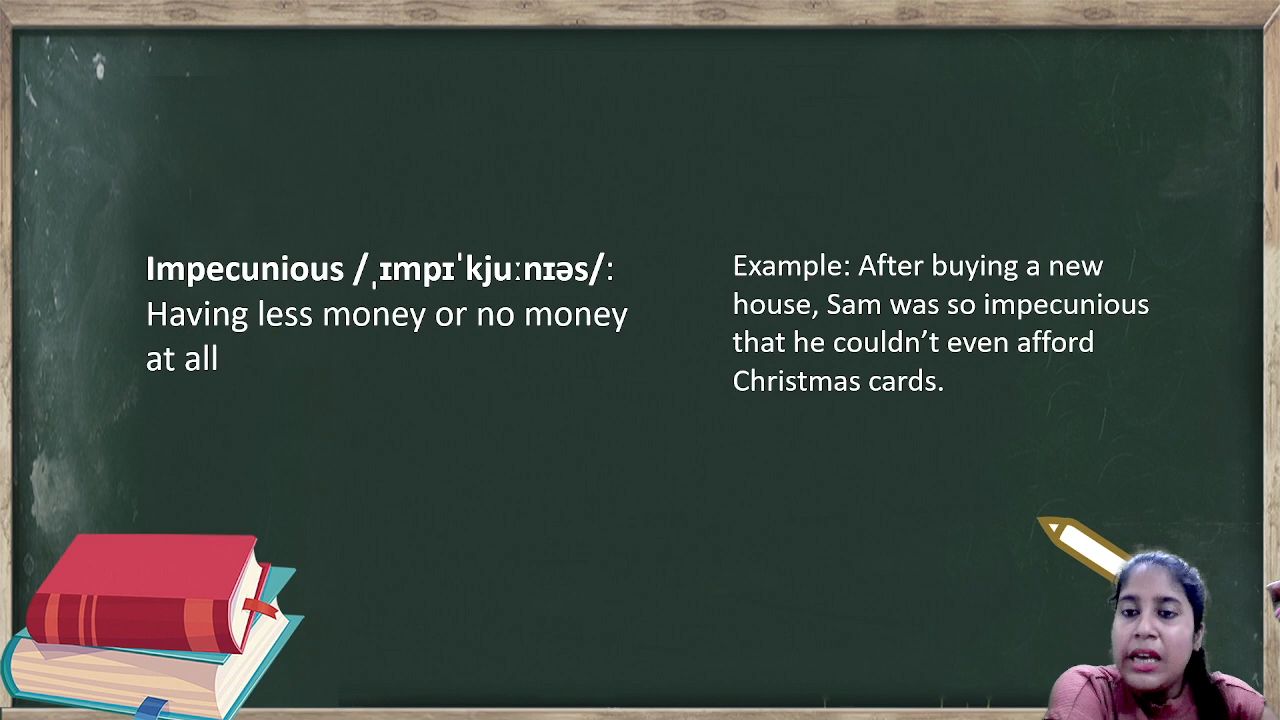 Impecunious /ˌɪmpɪˈkjuːnɪəs/:
Having less money or no money
at all
Example: After buying a new
house, Sam was so impecunious
that he couldn’t even afford
Christmas cards.